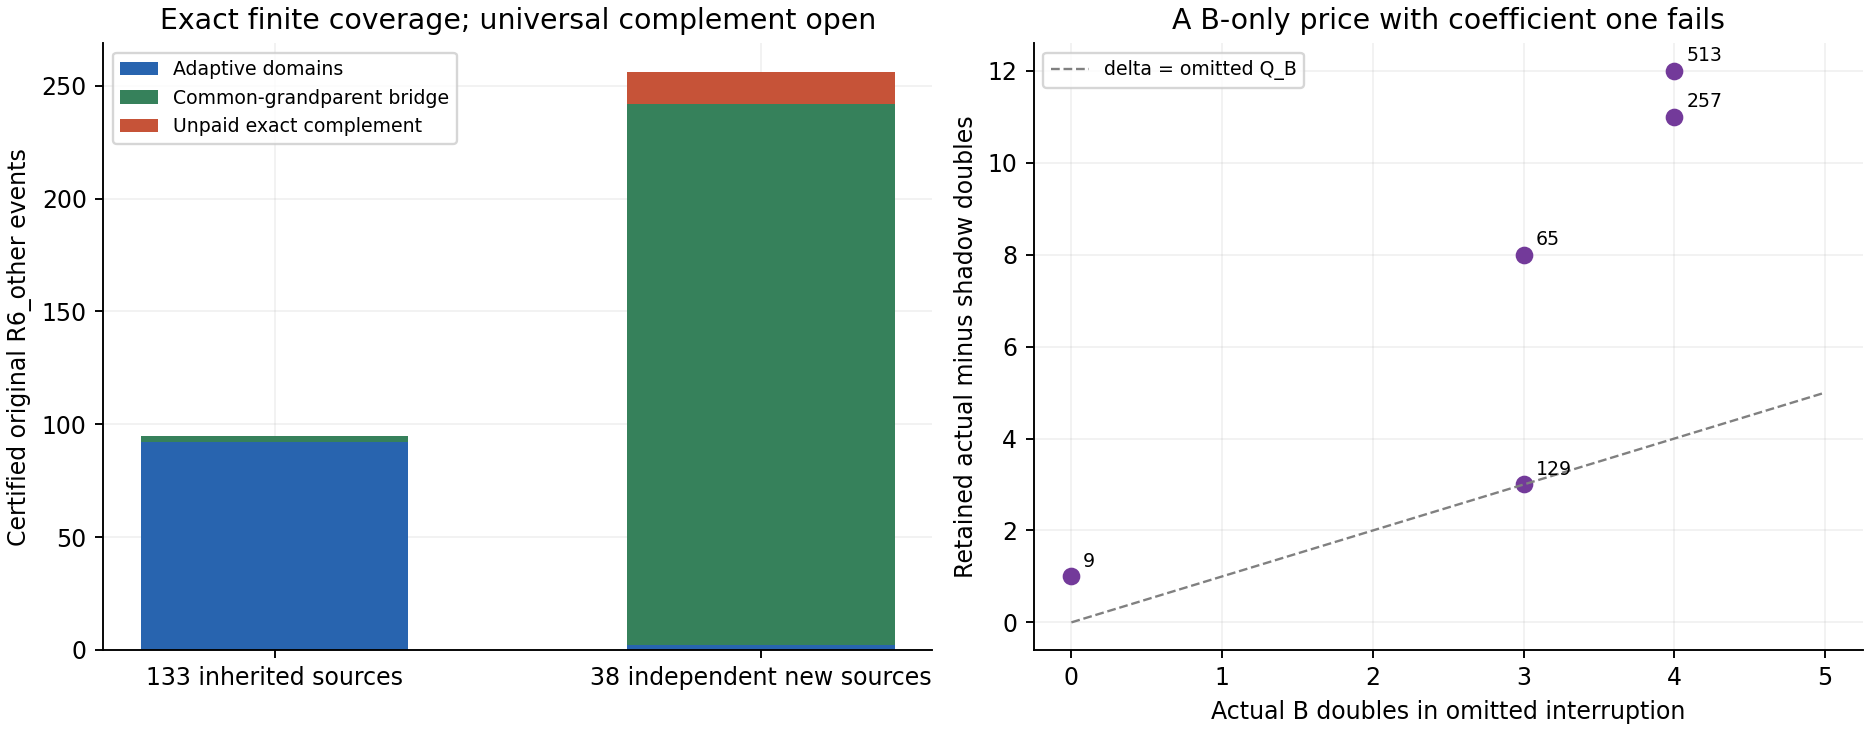 Exact finite coverage; universal complement open
Adaptive domains
Common-grandparent bridge
Unpaid exact complement
Certified original R6_other events
250
200
150
100
50
0
133 inherited sources
38 independent new sources
A B-only price with coefficient one fails
delta = omitted Q_B
Retained actual minus shadow doubles
12
10
8
6
4
2
0
513
257
65
129
9
0
1
2
3
4
5
Actual B doubles in omitted interruption